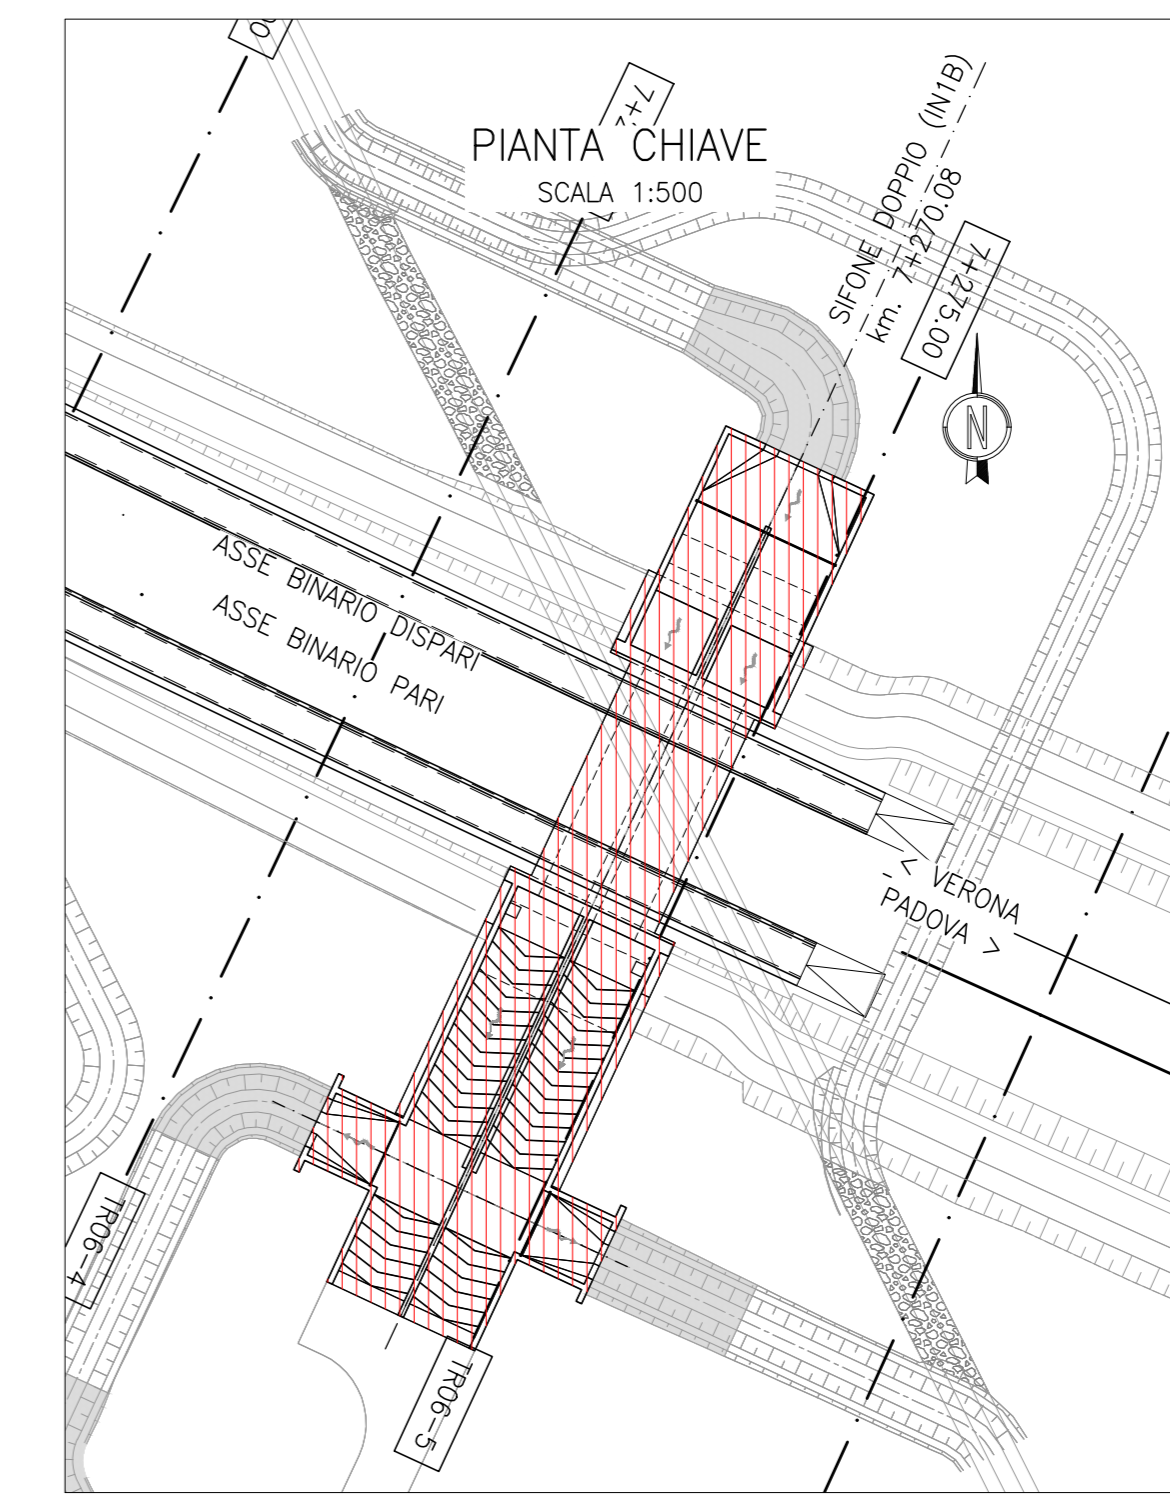 PIANTA CHIAVE
SCALA 1:500
SIFONE DOPPIO (IN1B)
km. 7+270.08
7+275.00
N
ASSE BINARIO DISPARI
ASSE BINARIO PARI
< VERONA
PADOVA >
TR06-4
TR06-5